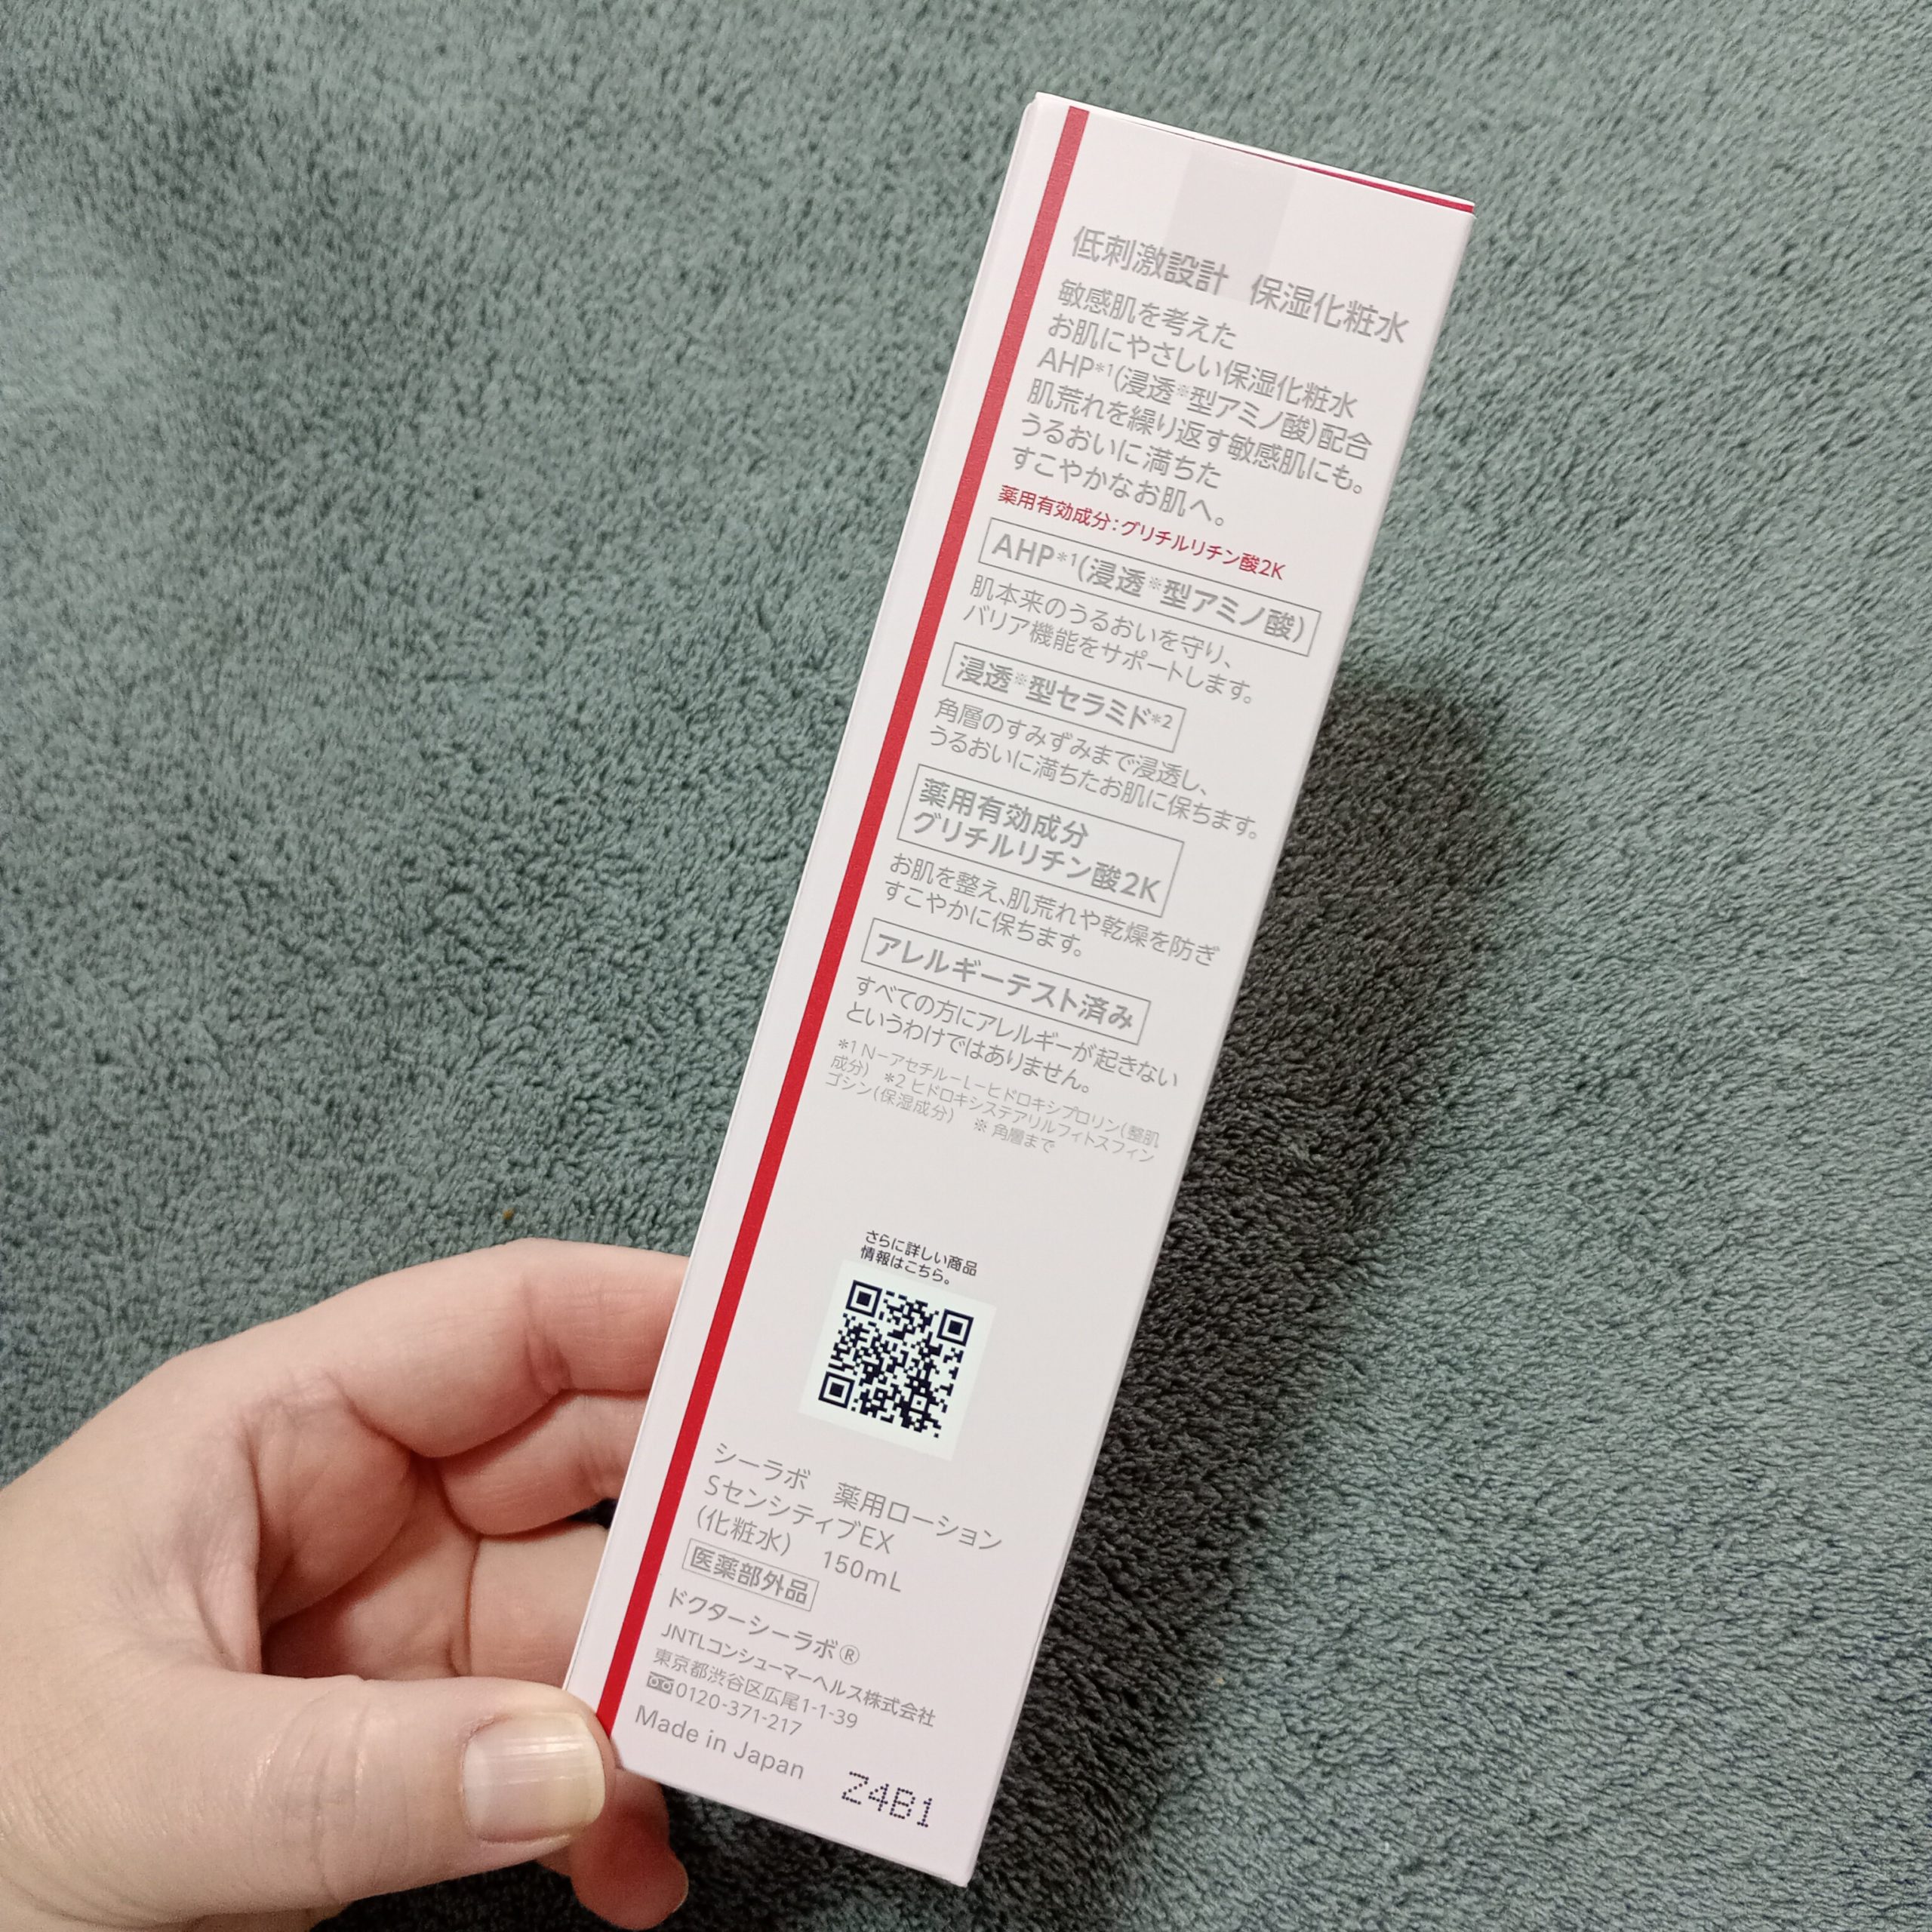 低刺激設計 保湿化粧水
敏感肌を考えた
お肌にやさしい保湿化粧水
AHP*1(浸透※型アミノ酸)配合
肌荒れを繰り返す敏感肌にも。
うるおいに満ちた
すこやかなお肌へ。
薬用有効成分:グリチルリチン酸2K
AHP*1(浸透※型アミノ酸)
肌本来のうるおいを守り、
バリア機能をサポートします。
浸透※型セラミド*2
角層のすみずみまで浸透し、
うるおいに満ちたお肌に保ちます。
薬用有効成分
グリチルリチン酸2K
お肌を整え、肌荒れや乾燥を防ぎ
すこやかに保ちます。
アレルギーテスト済み
すべての方にアレルギーが起きない
というわけではありません。
*1 N－アセチル－L－ヒドロキシプロリン(整肌
成分) *2 ヒドロキシステアリルフィトスフィン
ゴシン(保湿成分) ※ 角層まで
さらに詳しい商品
情報はこちら。
シーラボ 薬用ローション
SセンシティブEX
(化粧水) 150mL
医薬部外品
ドクターシーラボ®
JNTLコンシューマーヘルス株式会社
東京都渋谷区広尾1-1-39
0120-371-217
Made in Japan
Z4B1